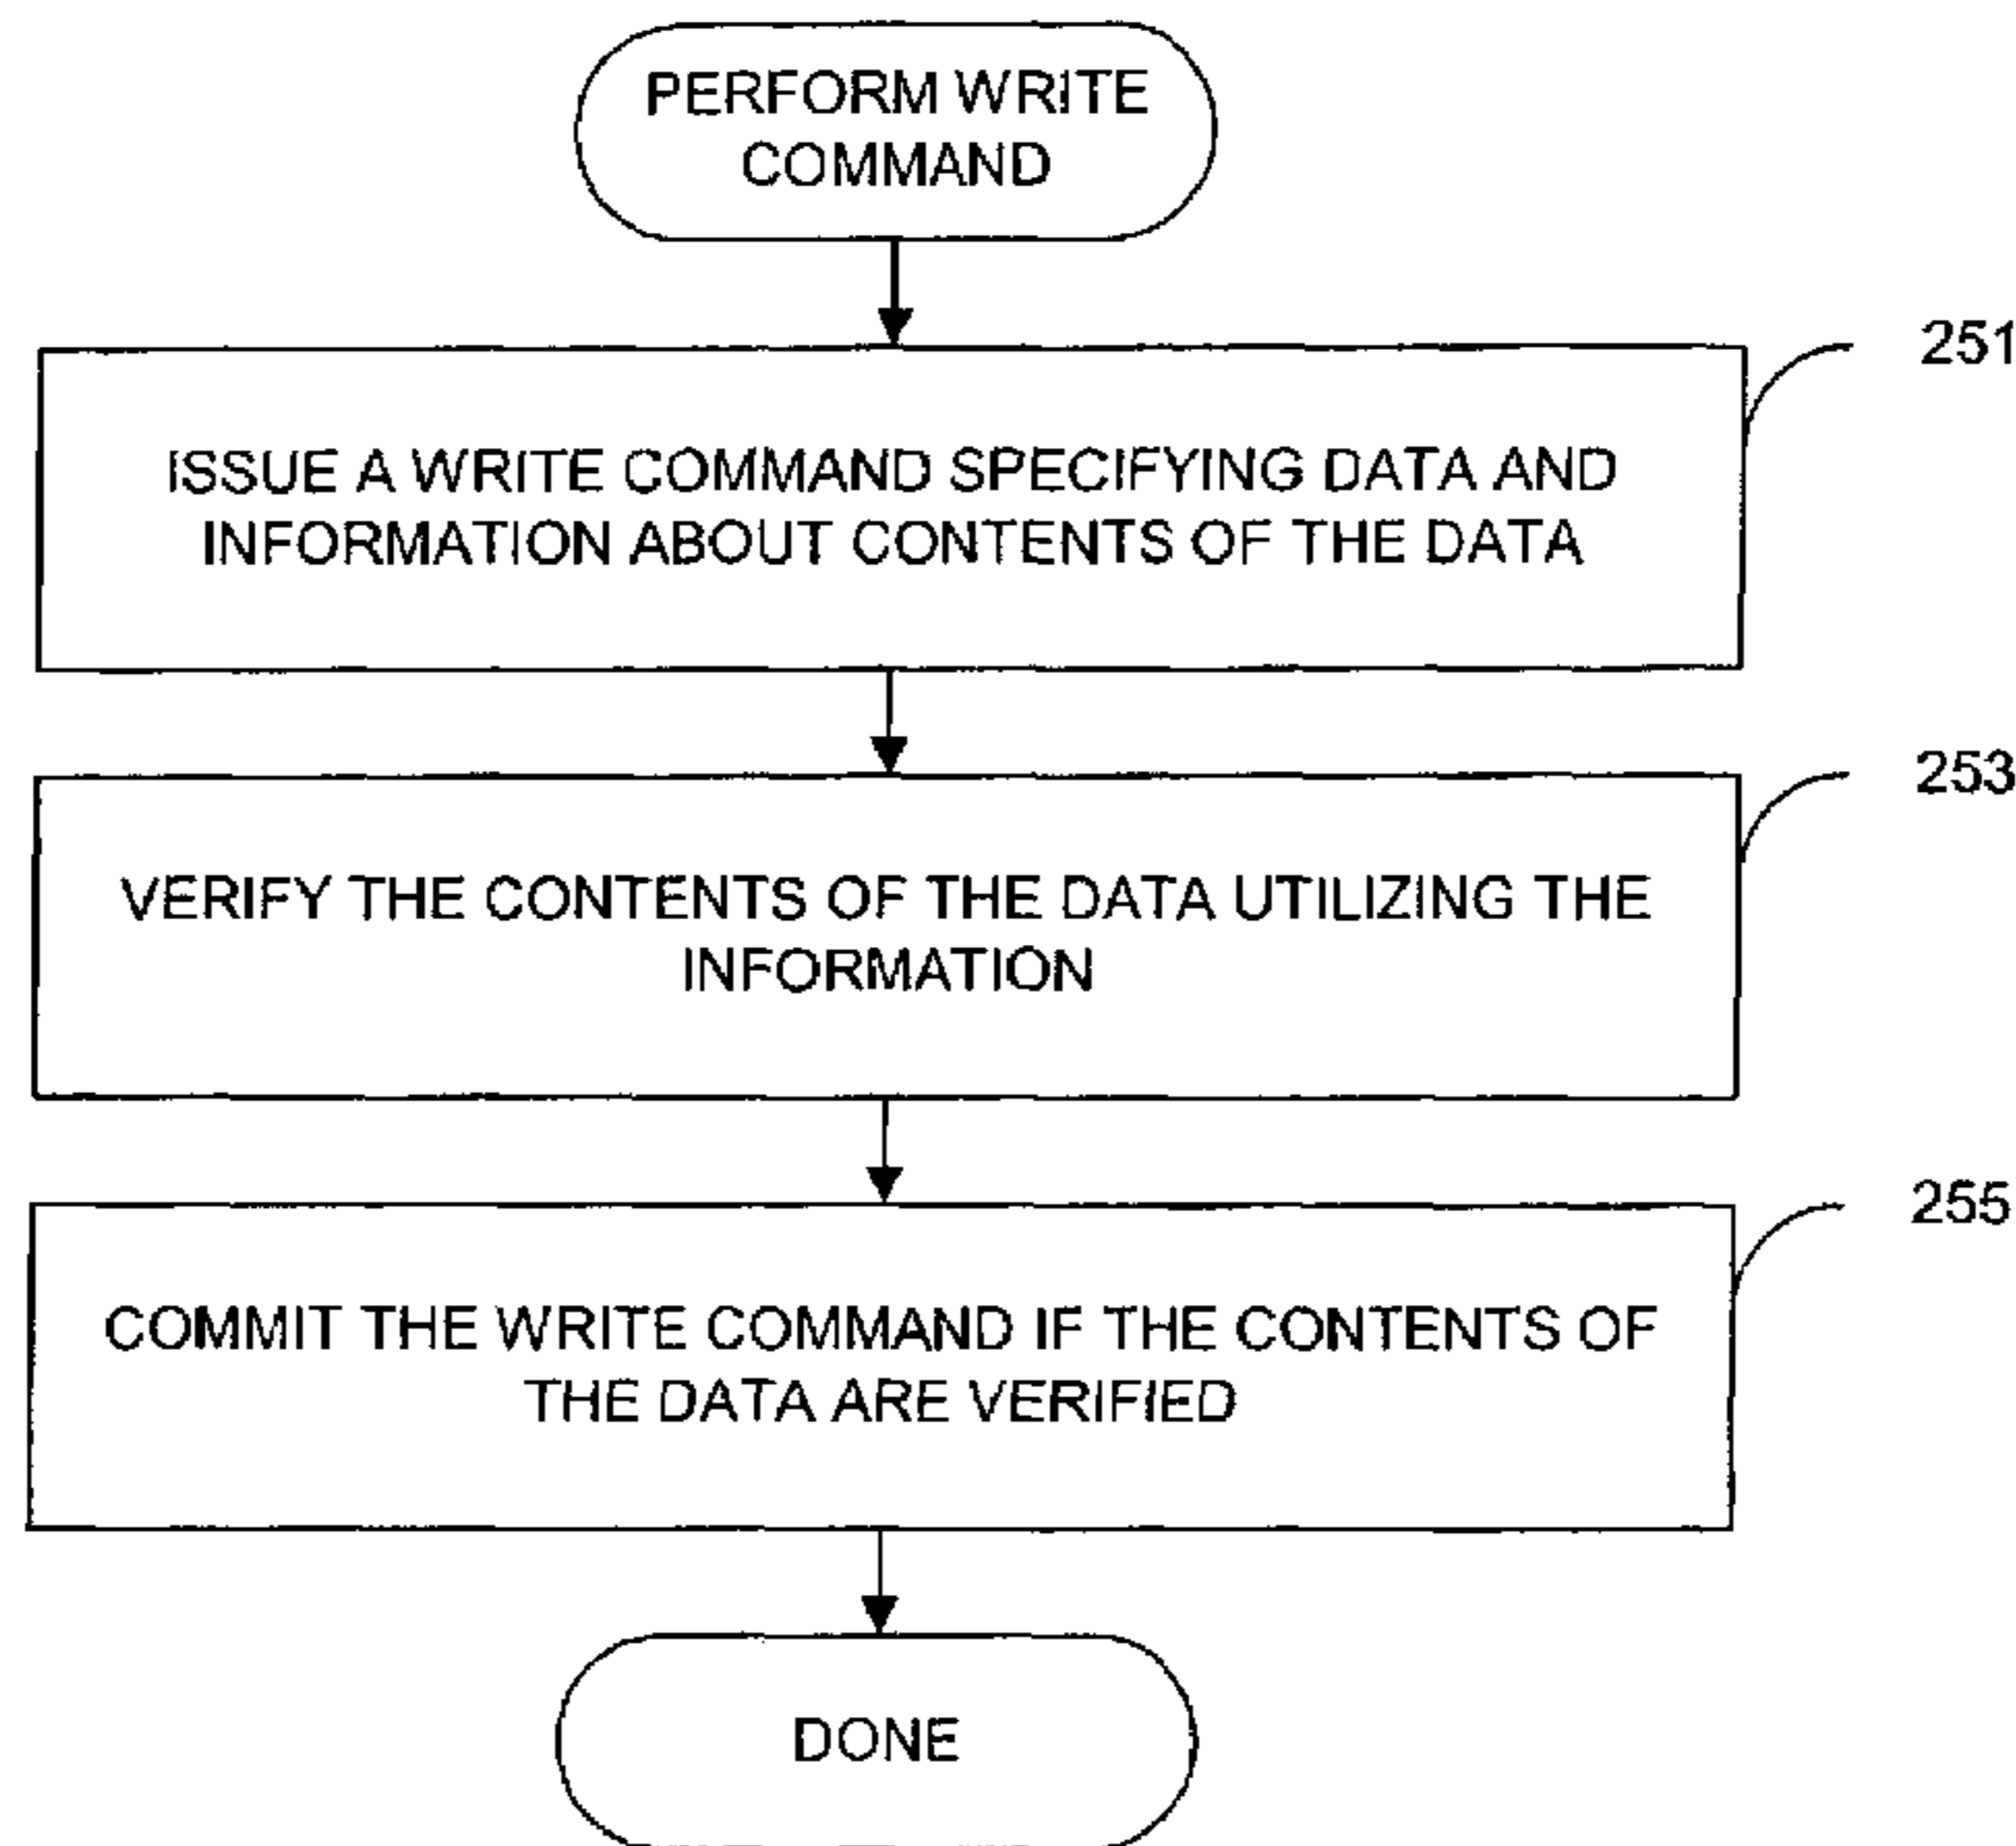 PERFORM WRITE
COMMAND
251
ISSUE A WRITE COMMAND SPECIFYING DATA AND
INFORMATION ABOUT CONTENTS OF THE DATA
253
VERIFY THE CONTENTS OF THE DATA UTILIZING THE
INFORMATION
255
COMMIT THE WRITE COMMAND IF THE CONTENTS OF
THE DATA ARE VERIFIED
DONE